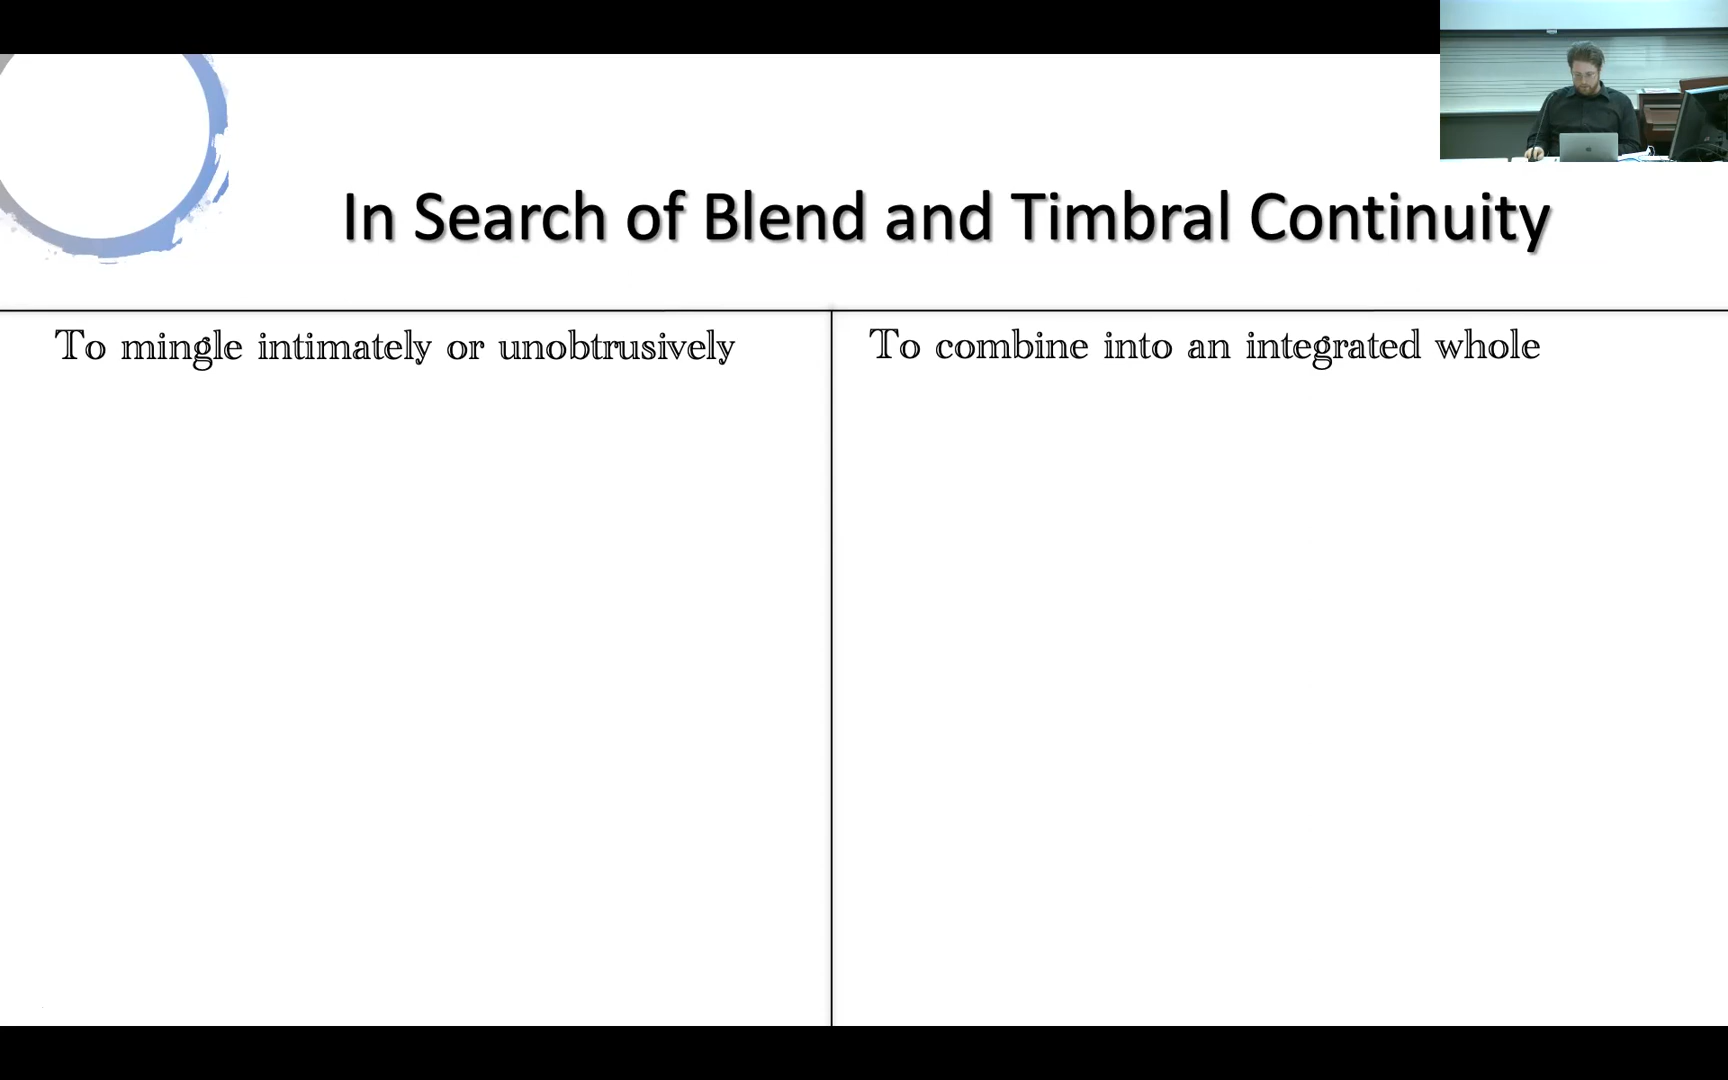 In Search of Blend and Timbral Continuity
To mingle intimately or unobtrusively
To combine into an integrated whole